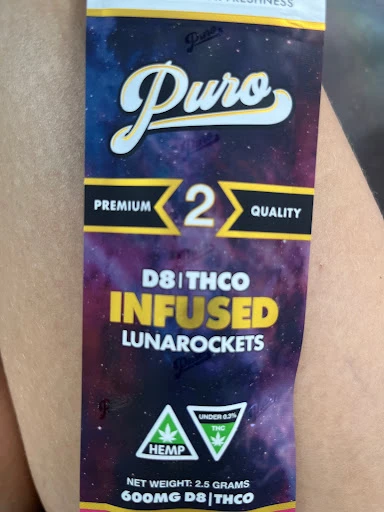 FRESHNESS
Puro
PREMIUM 2 QUALITY
D8|THCO
INFUSED
LUNAROCKETS
HEMP
UNDER 0.3%
THC
NET WEIGHT: 2.5 GRAMS
600MG D8|THCO